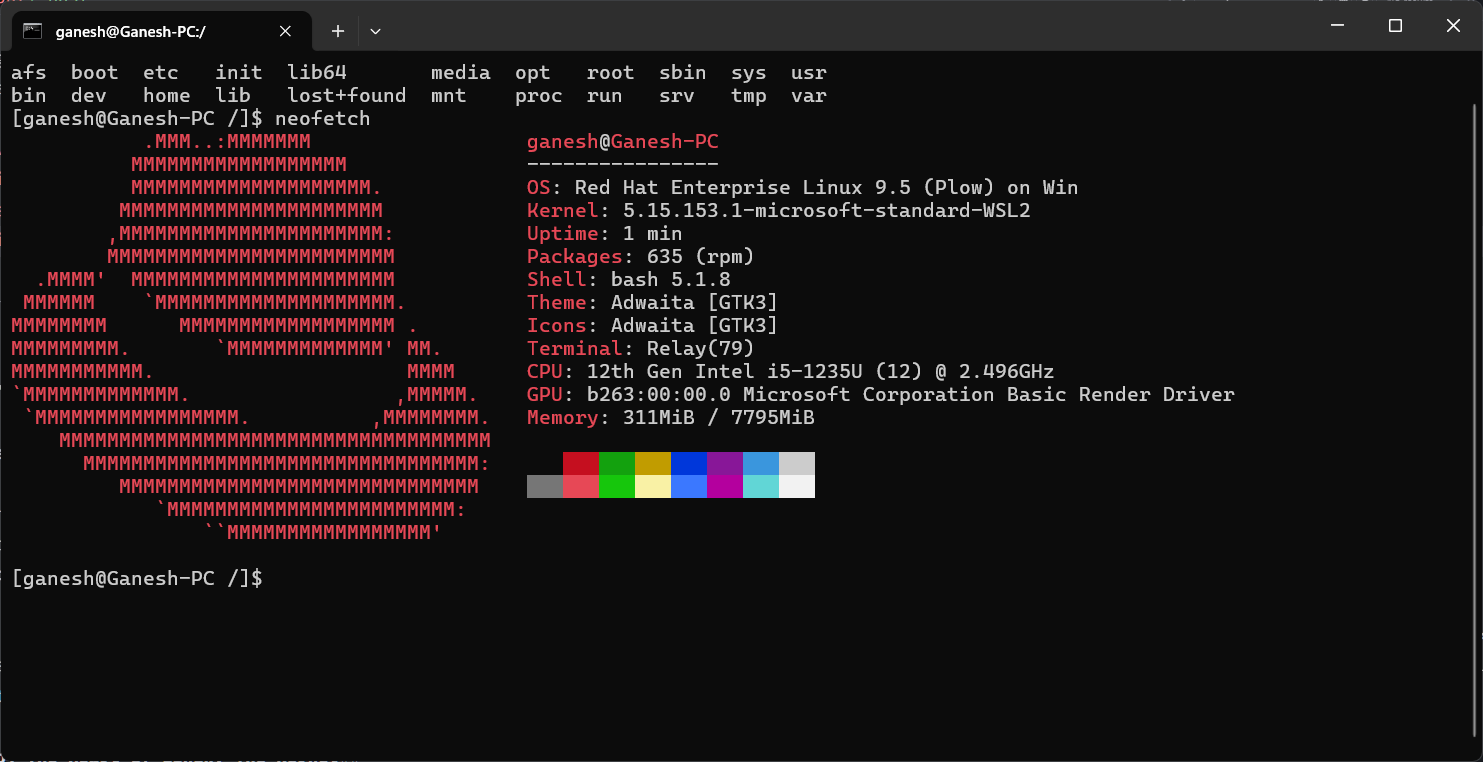 ganesh@Ganesh-PC:/
afs  boot  etc   init  lib64       media  opt   root  sbin  sys  usr
bin  dev   home  lib   lost+found  mnt    proc  run   srv   tmp  var
[ganesh@Ganesh-PC /]$ neofetch
           .MMM..:MMMMMMM                  ganesh@Ganesh-PC
          MMMMMMMMMMMMMMMMMM               ----------------
          MMMMMMMMMMMMMMMMMMMM.            OS: Red Hat Enterprise Linux 9.5 (Plow) on Win
         MMMMMMMMMMMMMMMMMMMMMM            Kernel: 5.15.153.1-microsoft-standard-WSL2
        ,MMMMMMMMMMMMMMMMMMMMMM:           Uptime: 1 min
        MMMMMMMMMMMMMMMMMMMMMMMM           Packages: 635 (rpm)
  .MMMM'  MMMMMMMMMMMMMMMMMMMMMM           Shell: bash 5.1.8
 MMMMMM    `MMMMMMMMMMMMMMMMMMMM.          Theme: Adwaita [GTK3]
MMMMMMMM      MMMMMMMMMMMMMMMMMM .         Icons: Adwaita [GTK3]
MMMMMMMMM.       `MMMMMMMMMMMMM' MM.       Terminal: Relay(79)
MMMMMMMMMMM.                     MMMM      CPU: 12th Gen Intel i5-1235U (12) @ 2.496GHz
`MMMMMMMMMMMMM.                 ,MMMMM.    GPU: b263:00:00.0 Microsoft Corporation Basic Render Driver
 `MMMMMMMMMMMMMMMMM.          ,MMMMMMMM.   Memory: 311MiB / 7795MiB
    MMMMMMMMMMMMMMMMMMMMMMMMMMMMMMMMMMMM
      MMMMMMMMMMMMMMMMMMMMMMMMMMMMMMMMM:
         MMMMMMMMMMMMMMMMMMMMMMMMMMMMMM
            `MMMMMMMMMMMMMMMMMMMMMMMM:
                ``MMMMMMMMMMMMMMMMM'
[ganesh@Ganesh-PC /]$